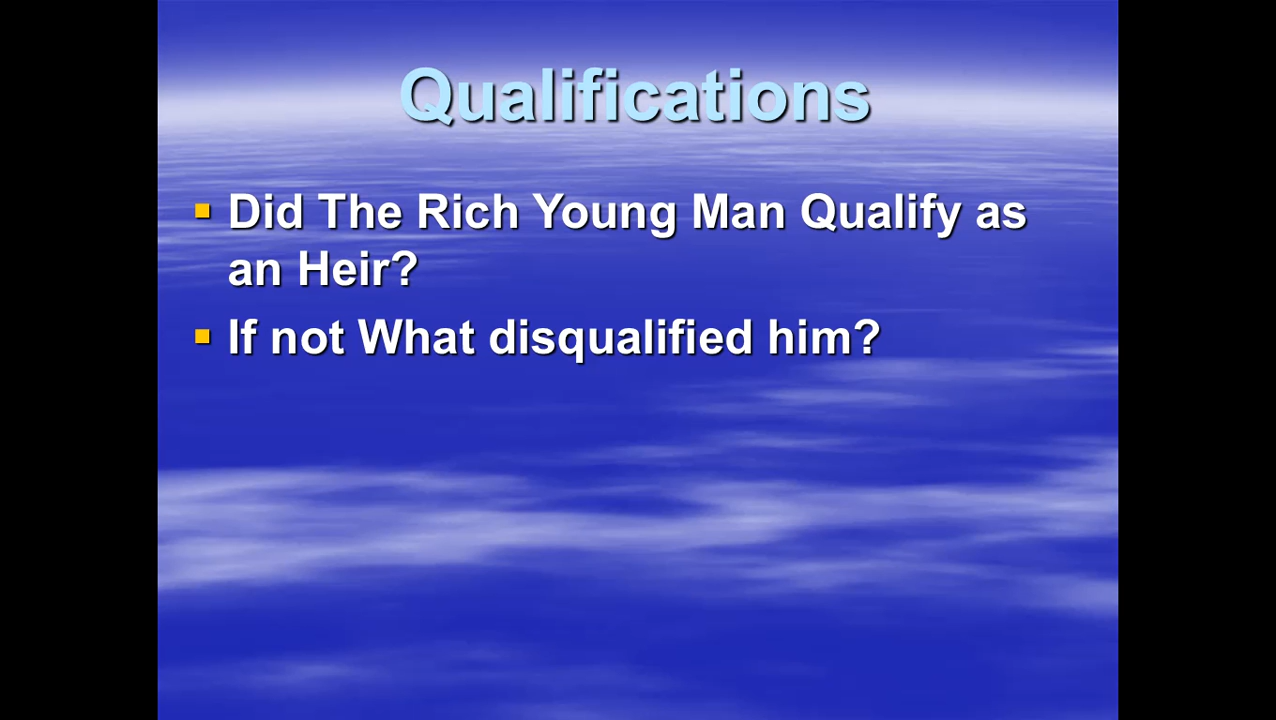 Qualifications
Did The Rich Young Man Qualify as
an Heir?
If not What disqualified him?